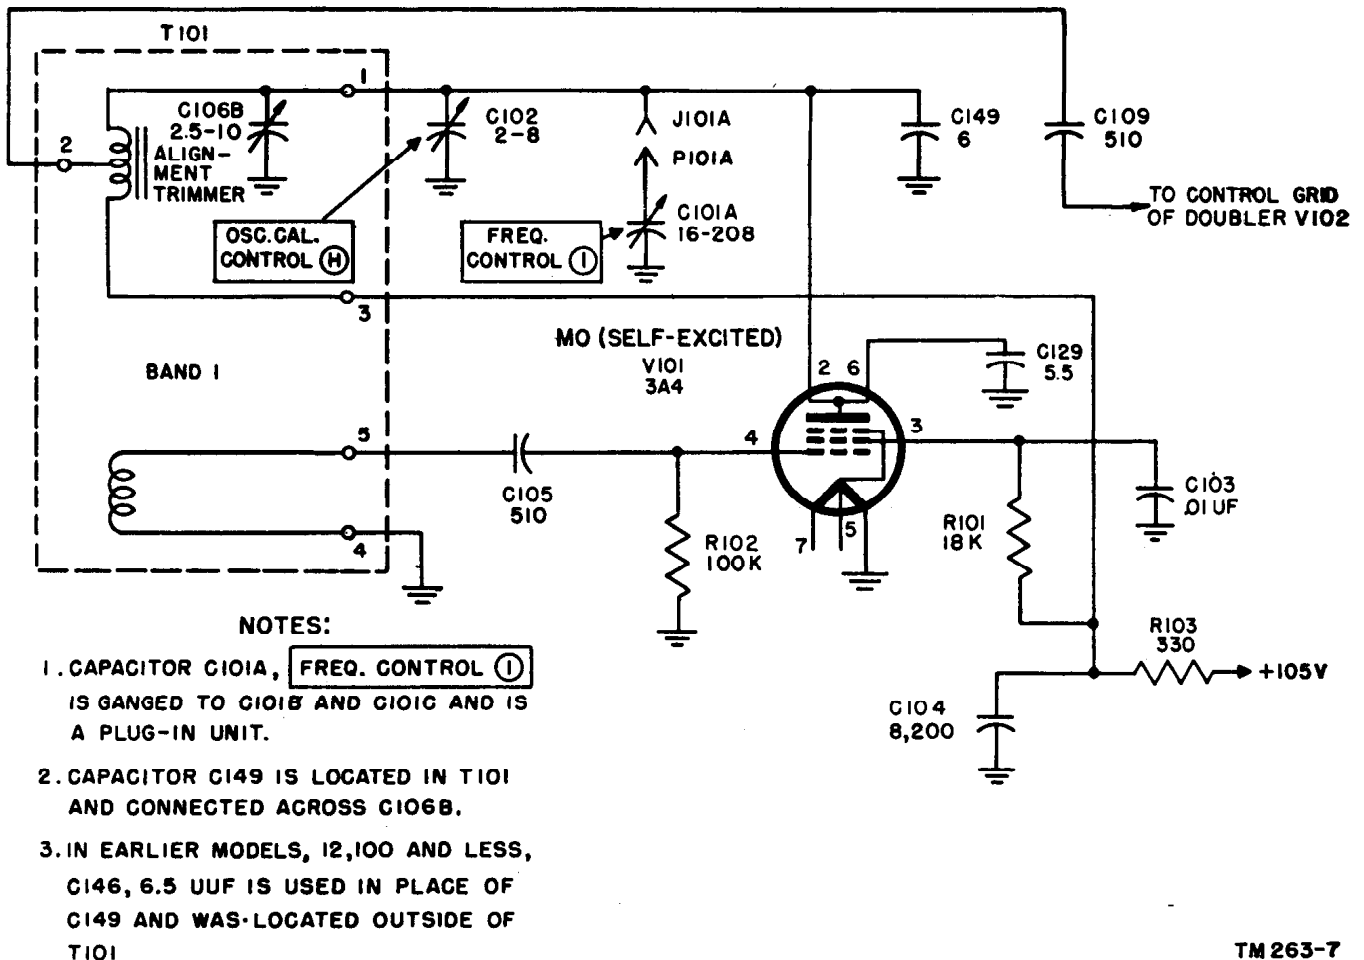 T101
1
C106B
2.5-10
ALIGN-
MENT
TRIMMER
2
C102
2-8
J101A
P101A
C101A
16-208
C149
6
C109
510
TO CONTROL GRID
OF DOUBLER V102
OSC. CAL.
CONTROL (H)
FREQ.
CONTROL (1)
3
MO (SELF-EXCITED)
V101
3A4
BAND 1
2 6
C129
5.5
5
4
3
C105
510
C103
.01 UF
R102
100K
7
5
R101
18K
4
R103
330
+105V
C104
8,200
NOTES:
1. CAPACITOR C101A, FREQ. CONTROL (1)
IS GANGED TO C101B AND C101C AND IS
A PLUG-IN UNIT.
2. CAPACITOR C149 IS LOCATED IN T101
AND CONNECTED ACROSS C106B.
3. IN EARLIER MODELS, 12,100 AND LESS,
C146, 6.5 UUF IS USED IN PLACE OF
C149 AND WAS·LOCATED OUTSIDE OF
T101
TM 263-7